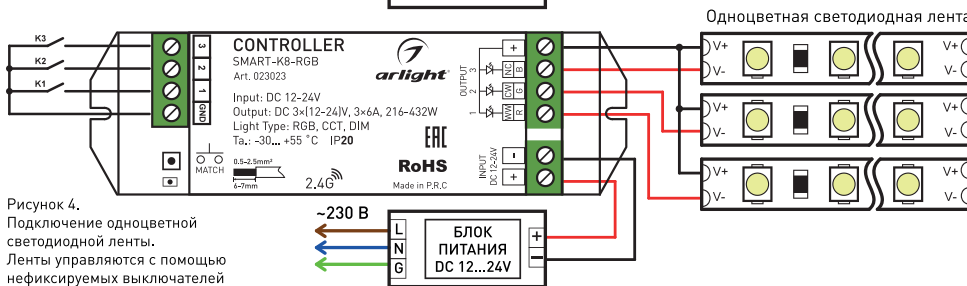 Одноцветная светодиодная лента
K3
K2
K1
3
2
1
GND
CONTROLLER
SMART-K8-RGB
Art. 023023
Input: DC 12-24V
Output: DC 3×(12-24)V, 3×6A, 216-432W
Light Type: RGB, CCT, DIM
Ta.: -30... +55 °C IP20
MATCH
0.5-2.5mm²
6-7mm
2.4G
arlight
EAC
RoHS
Made in P.R.C
OUTPUT
3
2
1
+
NC B
CW G
WW R
INPUT
DC 12-24V
-
+
V+
V-
V+
V-
V+
V-
V+
V-
V+
V-
V+
V-
Рисунок 4.
Подключение одноцветной
светодиодной ленты.
Ленты управляются с помощью
нефиксируемых выключателей
~230 В
L
N
G
БЛОК
ПИТАНИЯ
DC 12...24V
+
-